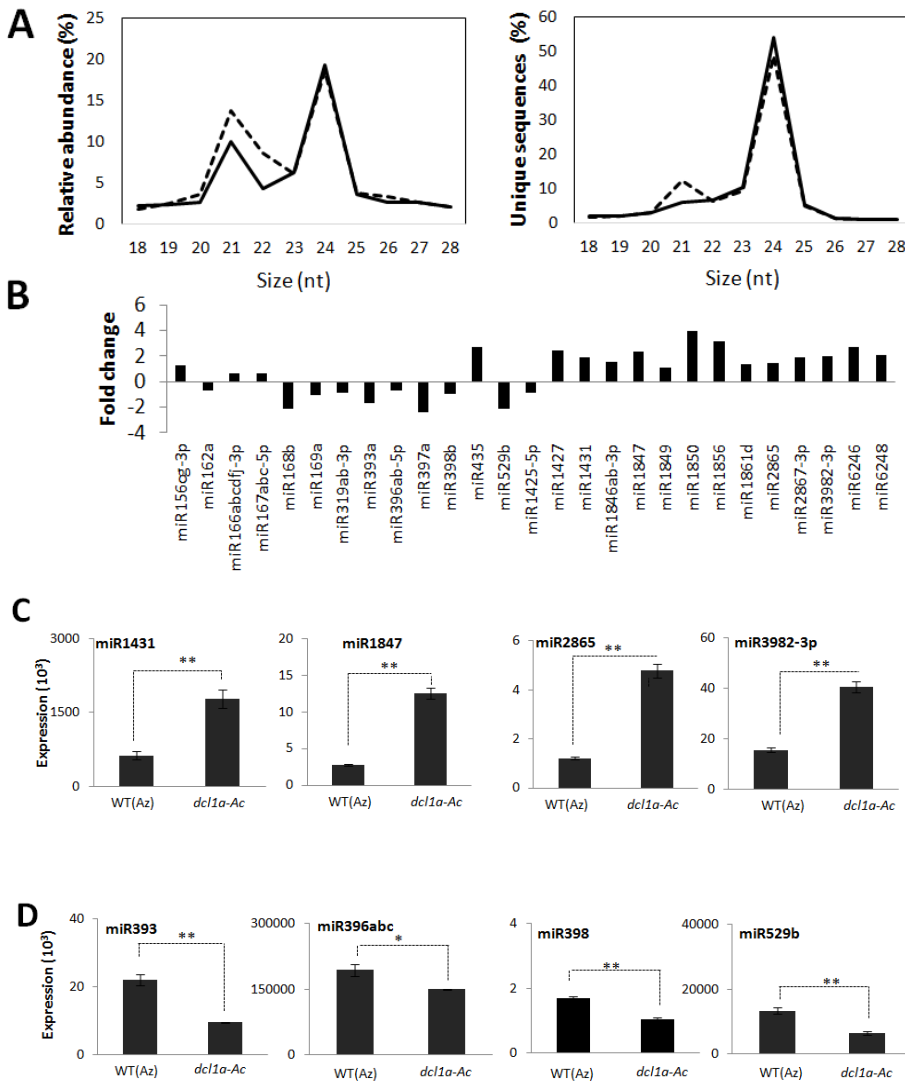 A
Relative abundance (%)
25
20
15
10
5
0
18 19 20 21 22 23 24 25 26 27 28
Size (nt)
Unique sequences (%)
60
50
40
30
20
10
0
18 19 20 21 22 23 24 25 26 27 28
Size (nt)
B
Fold change
6
4
2
0
-2
-4
miR156og-3p
miR162a
miR166abcdfj-3p
miR167abc-5p
miR168b
miR169a
miR319ab-3p
miR393a
miR396ab-5p
miR397a
miR398b
miR435
miR529b
miR1425-5p
miR1427
miR1431
miR1846ab-3p
miR1847
miR1849
miR1850
miR1856
miR1861d
miR2865
miR2867-3p
miR3982-3p
miR6246
miR6248
C
Expression (10³)
miR1431
3000
1500
0
**
WT(Az) dcl1a-Ac
miR1847
20
15
10
5
0
**
WT(Az) dcl1a-Ac
miR2865
6
4
2
0
**
WT(Az) dcl1a-Ac
miR3982-3p
60
40
20
0
**
WT(Az) dcl1a-Ac
D
Expression (10³)
miR393
40
20
0
**
WT(Az) dcl1a-Ac
miR396abc
300000
150000
0
*
WT(Az) dcl1a-Ac
miR398
4
2
0
**
WT(Az) dcl1a-Ac
miR529b
40000
20000
0
**
WT(Az) dcl1a-Ac